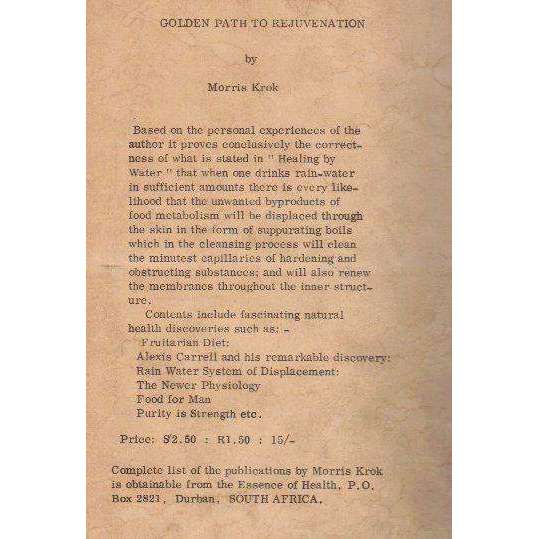 GOLDEN PATH TO REJUVENATION
by
Morris Krok
Based on the personal experiences of the
author it proves conclusively the correct-
ness of what is stated in " Healing by
Water " that when one drinks rain-water
in sufficient amounts there is every like-
lihood that the unwanted byproducts of
food metabolism will be displaced through
the skin in the form of suppurating boils
which in the cleansing process will clean
the minutest capillaries of hardening and
obstructing substances; and will also renew
the membranes throughout the inner struct-
ure.
Contents include fascinating natural
health discoveries such as: -
Fruitarian Diet:
Alexis Carrell and his remarkable discovery:
Rain Water System of Displacement:
The Newer Physiology
Food for Man
Purity is Strength etc.
Price: $2.50 : R1.50 : 15/-
Complete list of the publications by Morris Krok
is obtainable from the Essence of Health, P.O.
Box 2821, Durban, SOUTH AFRICA.